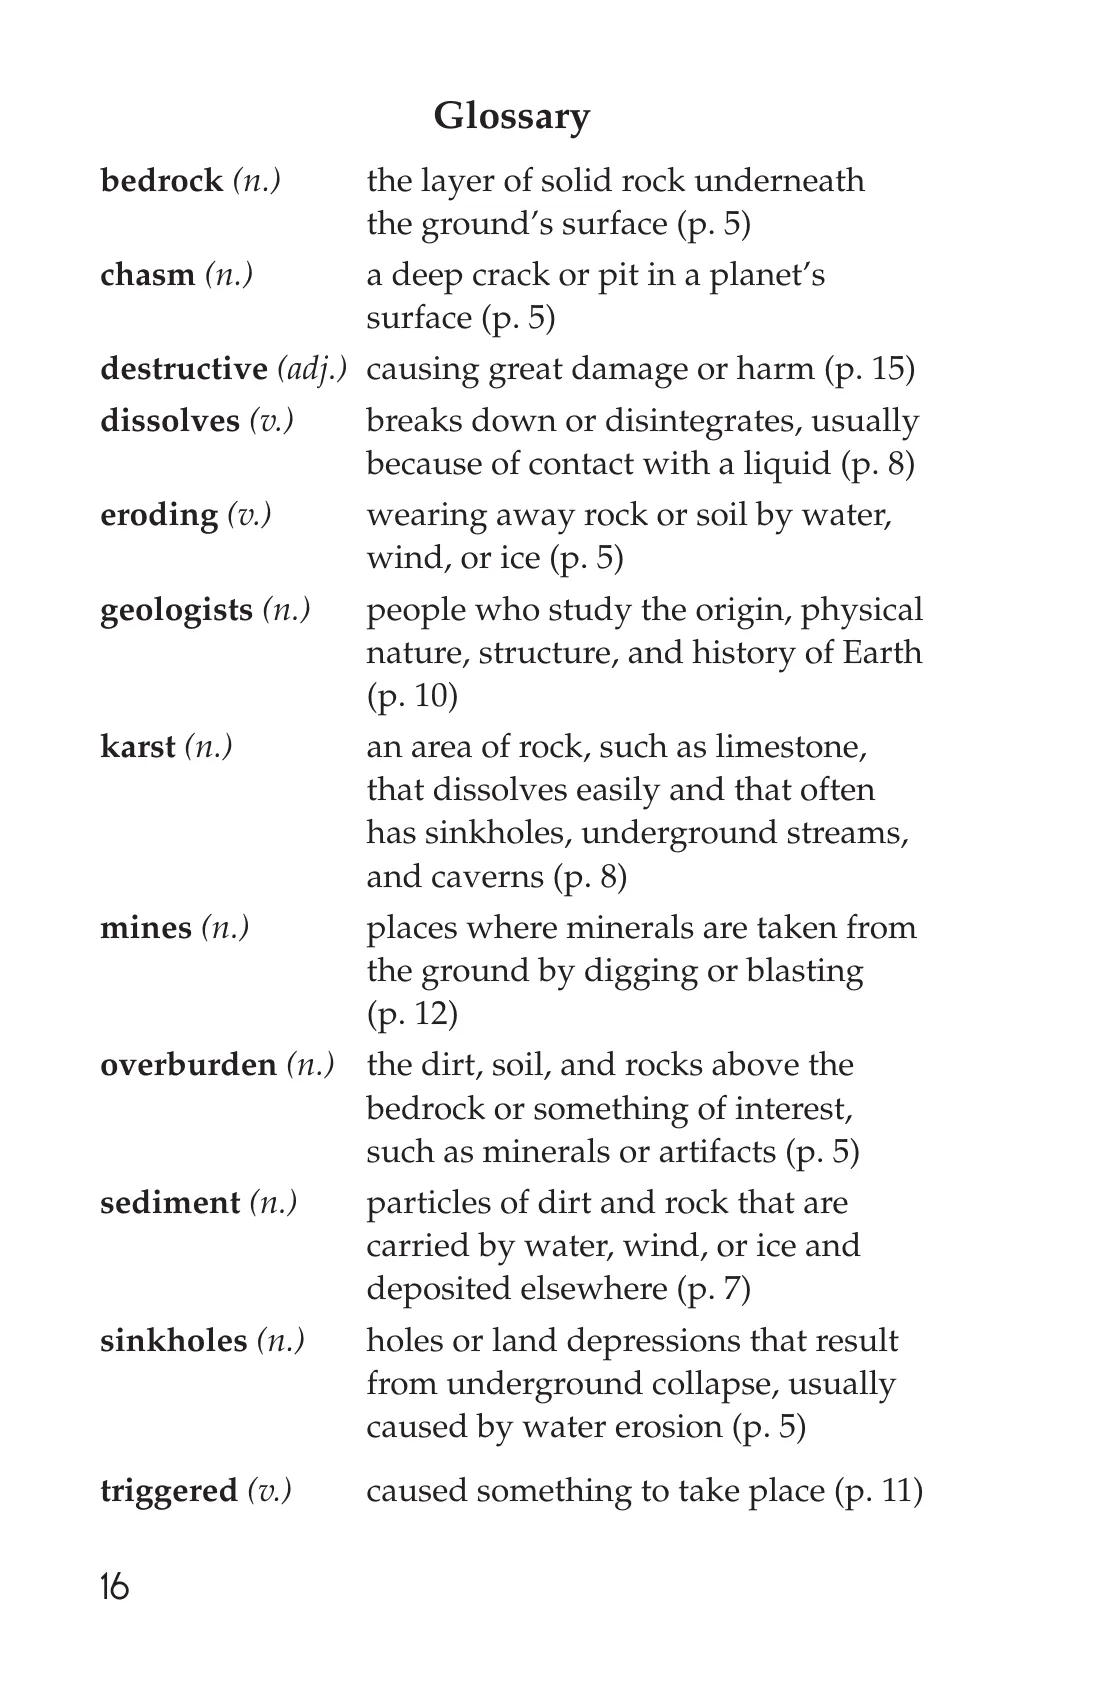 Glossary
bedrock (n.) the layer of solid rock underneath
the ground’s surface (p. 5)
chasm (n.) a deep crack or pit in a planet’s
surface (p. 5)
destructive (adj.) causing great damage or harm (p. 15)
dissolves (v.) breaks down or disintegrates, usually
because of contact with a liquid (p. 8)
eroding (v.) wearing away rock or soil by water,
wind, or ice (p. 5)
geologists (n.) people who study the origin, physical
nature, structure, and history of Earth
(p. 10)
karst (n.) an area of rock, such as limestone,
that dissolves easily and that often
has sinkholes, underground streams,
and caverns (p. 8)
mines (n.) places where minerals are taken from
the ground by digging or blasting
(p. 12)
overburden (n.) the dirt, soil, and rocks above the
bedrock or something of interest,
such as minerals or artifacts (p. 5)
sediment (n.) particles of dirt and rock that are
carried by water, wind, or ice and
deposited elsewhere (p. 7)
sinkholes (n.) holes or land depressions that result
from underground collapse, usually
caused by water erosion (p. 5)
triggered (v.) caused something to take place (p. 11)
16